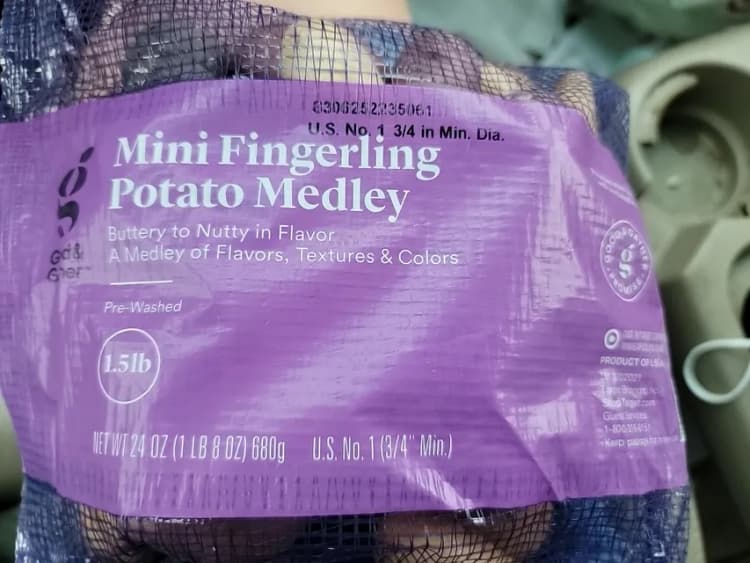 8306252235061
U.S. No. 1 3/4 in Min. Dia.
Mini Fingerling
Potato Medley
Buttery to Nutty in Flavor
A Medley of Flavors, Textures & Colors
Pre-Washed
1.5lb
NET WT 24 OZ (1 LB 8 OZ) 680g U.S. No. 1 (3/4" Min.)
g
PRODUCT OF USA